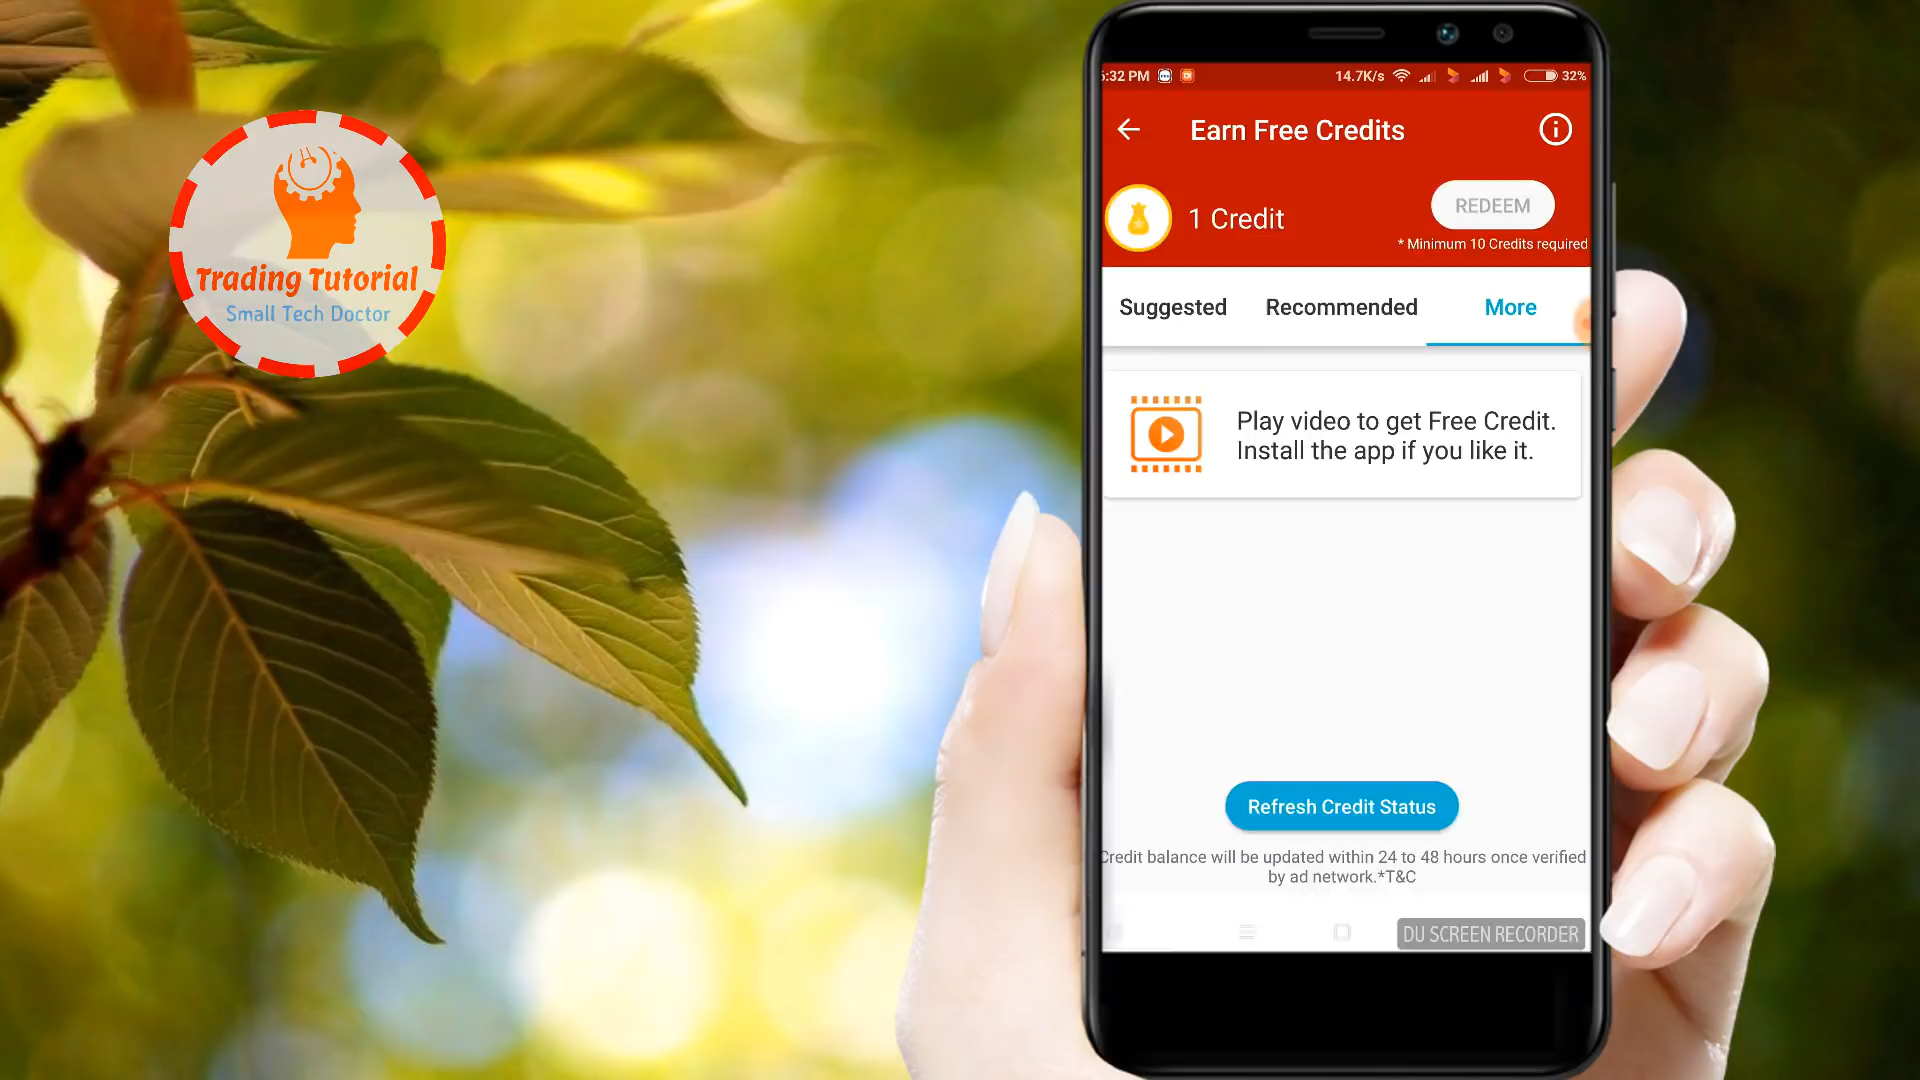 Trading Tutorial
Small Tech Doctor
:32 PM
14.7K/s
32%
Earn Free Credits
1 Credit
REDEEM
* Minimum 10 Credits required
Suggested
Recommended
More
Play video to get Free Credit.
Install the app if you like it.
Refresh Credit Status
Credit balance will be updated within 24 to 48 hours once verified
by ad network.*T&C
DU SCREEN RECORDER